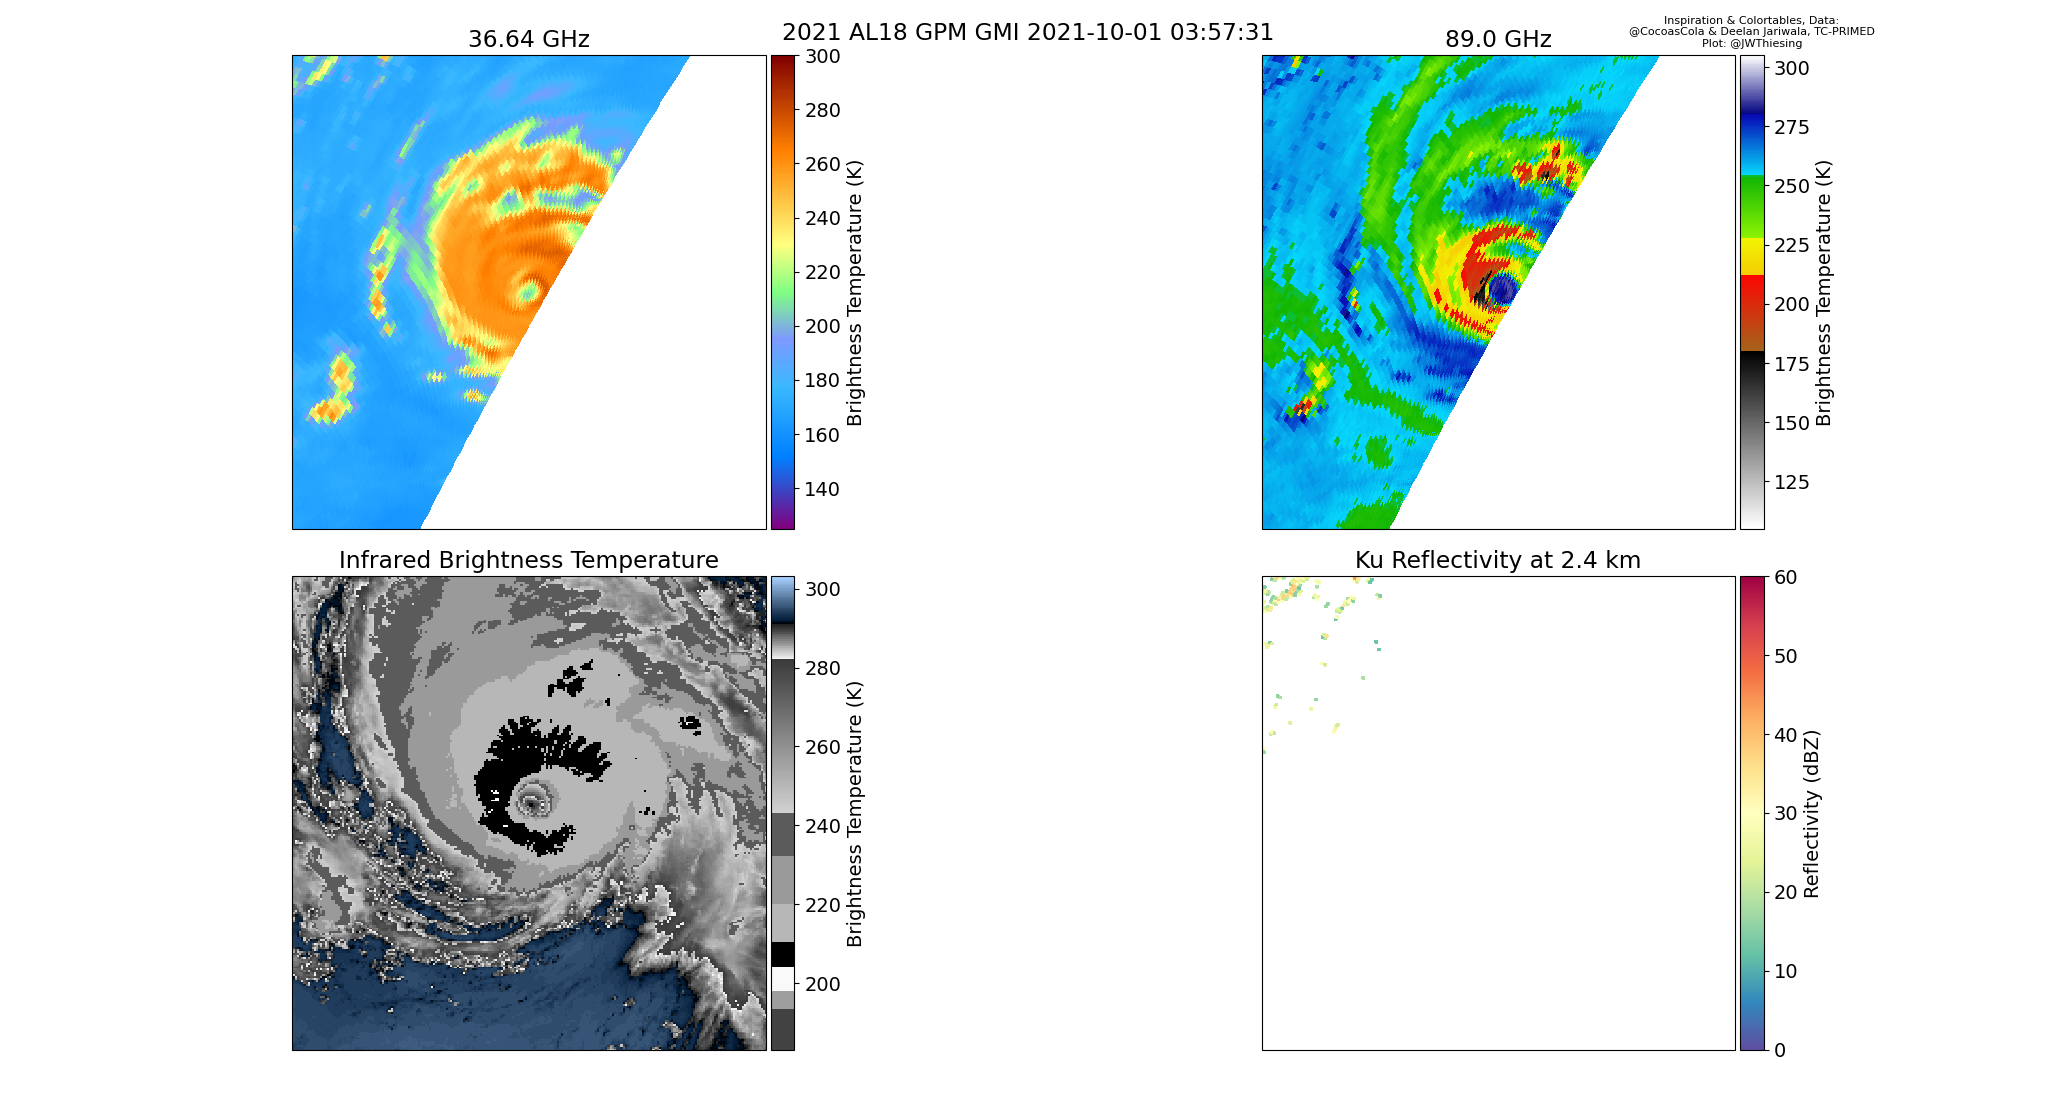 2021 AL18 GPM GMI 2021-10-01 03:57:31
Inspiration & Colortables, Data:
@CocoasCola & Deelan Jariwala, TC-PRIMED
Plot: @JWThiesing
36.64 GHz
300
280
260
240
220
200
180
160
140
Brightness Temperature (K)
89.0 GHz
300
275
250
225
200
175
150
125
Brightness Temperature (K)
Infrared Brightness Temperature
300
280
260
240
220
200
Brightness Temperature (K)
Ku Reflectivity at 2.4 km
60
50
40
30
20
10
0
Reflectivity (dBZ)